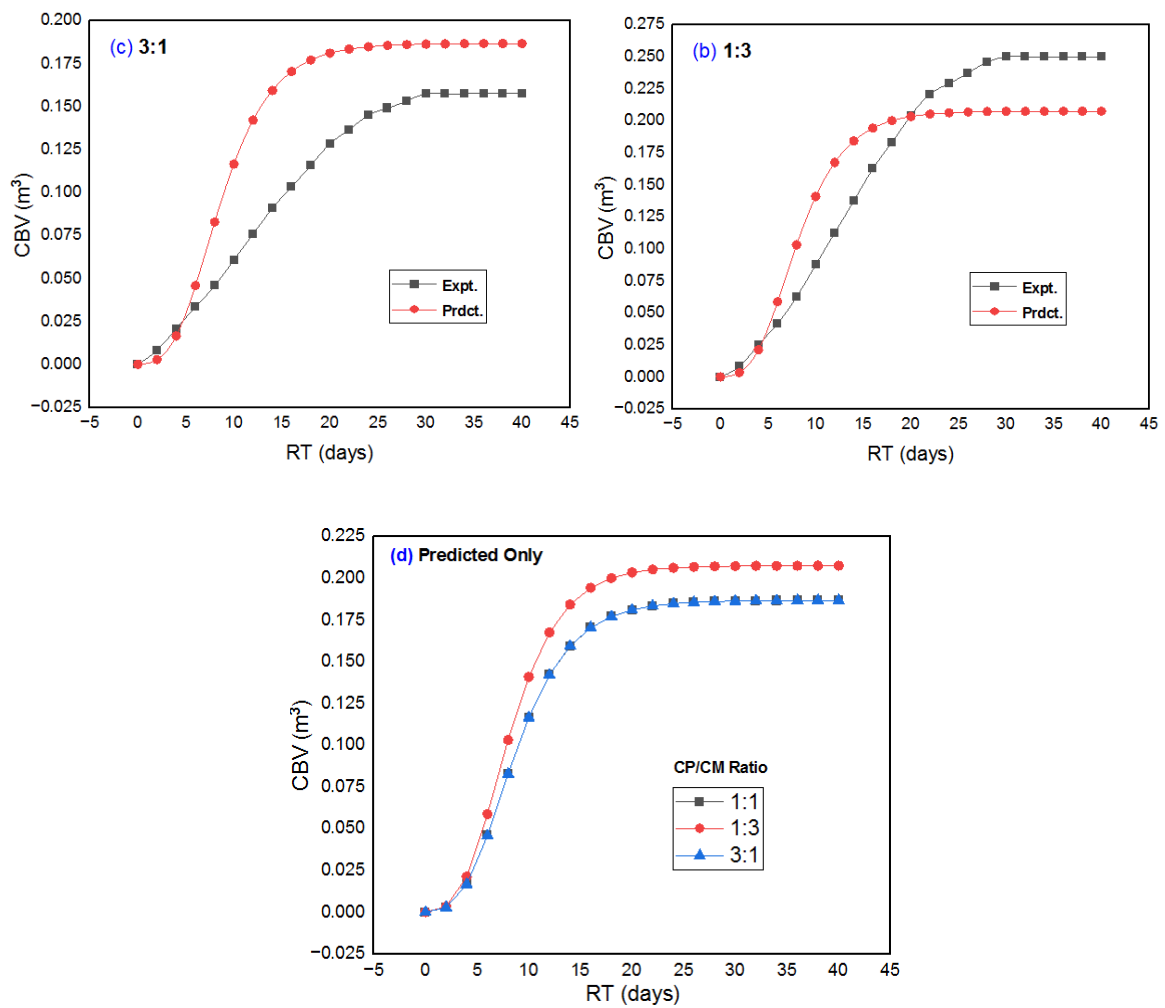 (c) 3:1
0.200
0.175
0.150
0.125
0.100
0.075
0.050
0.025
0.000
−0.025
CBV (m³)
Expt.
Prdct.
−5 0 5 10 15 20 25 30 35 40 45
RT (days)
(b) 1:3
0.275
0.250
0.225
0.200
0.175
0.150
0.125
0.100
0.075
0.050
0.025
0.000
−0.025
CBV (m³)
Expt.
Prdct.
−5 0 5 10 15 20 25 30 35 40 45
RT (days)
(d) Predicted Only
0.225
0.200
0.175
0.150
0.125
0.100
0.075
0.050
0.025
0.000
−0.025
CBV (m³)
CP/CM Ratio
1:1
1:3
3:1
−5 0 5 10 15 20 25 30 35 40 45
RT (days)